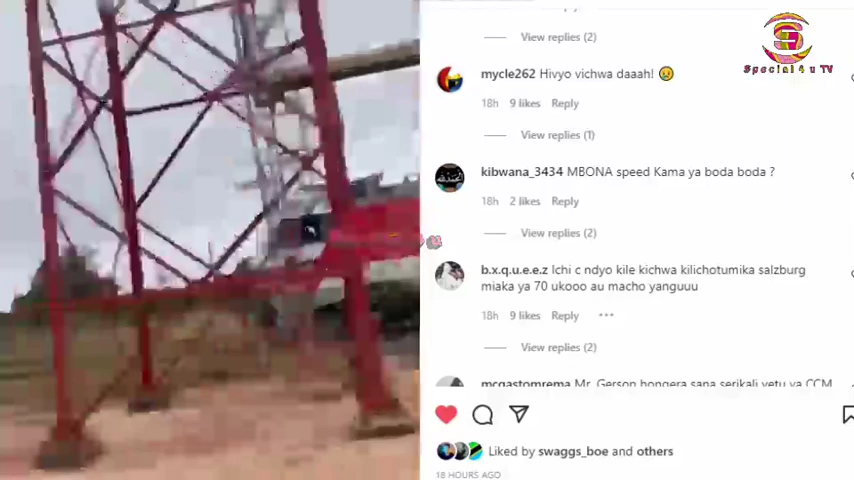 View replies (2)
Special 4 u TV
mycle262 Hivyo vichwa daaah! 😢
18h 9 likes Reply
View replies (1)
kibwana_3434 MBONA speed Kama ya boda boda ?
18h 2 likes Reply
View replies (2)
b.x.q.u.e.e.z Ichi c ndyo kile kichwa kilichotumika salzburg
miaka ya 70 ukooo au macho yanguuu
18h 9 likes Reply
View replies (2)
mcgastomrema Mr. Gerson hongera sana serikali yetu ya CCM
Liked by swaggs_boe and others
18 HOURS AGO